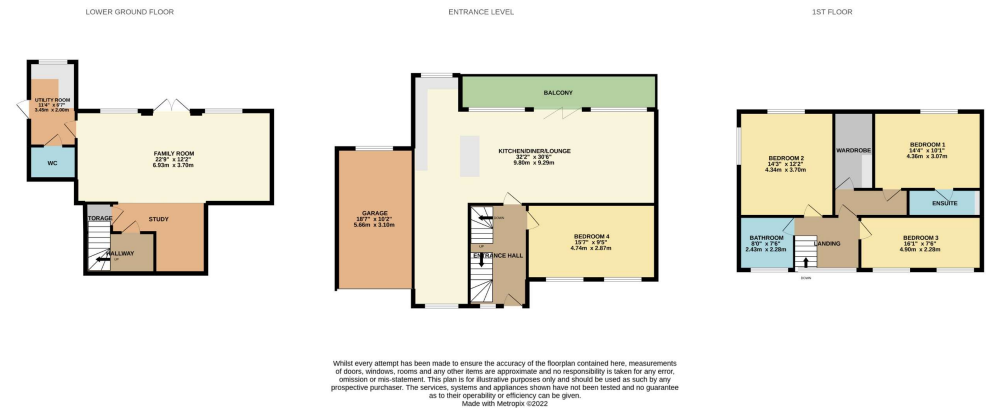 LOWER GROUND FLOOR
ENTRANCE LEVEL
1ST FLOOR
UTILITY ROOM
11'4" x 6'7"
3.45m x 2.00m
WC
FAMILY ROOM
22'9" x 12'2"
6.93m x 3.70m
TORAGE
STUDY
HALLWAY
UP
BALCONY
KITCHEN/DINER/LOUNGE
32'2" x 30'6"
9.80m x 9.29m
GARAGE
18'7" x 10'2"
5.66m x 3.10m
DOWN
UP
ENTRANCE HALL
BEDROOM 4
15'7" x 9'5"
4.74m x 2.87m
BEDROOM 2
14'3" x 12'2"
4.34m x 3.70m
WARDROBE
BEDROOM 1
14'4" x 10'1"
4.36m x 3.07m
ENSUITE
BATHROOM
8'0" x 7'6"
2.43m x 2.28m
LANDING
BEDROOM 3
16'1" x 7'6"
4.90m x 2.28m
DOWN
Whilst every attempt has been made to ensure the accuracy of the floorplan contained here, measurements
of doors, windows, rooms and any other items are approximate and no responsibility is taken for any error,
omission or mis-statement. This plan is for illustrative purposes only and should be used as such by any
prospective purchaser. The services, systems and appliances shown have not been tested and no guarantee
as to their operability or efficiency can be given.
Made with Metropix ©2022